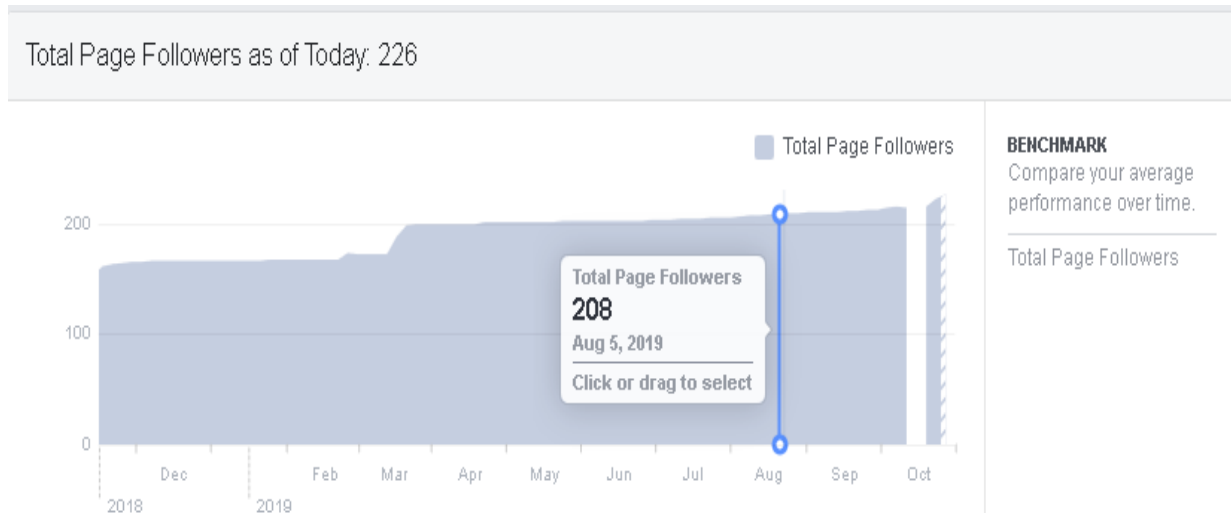 Total Page Followers as of Today: 226
Total Page Followers
BENCHMARK
Compare your average
performance over time.
Total Page Followers
200
100
0
Total Page Followers
208
Aug 5, 2019
Click or drag to select
Dec Feb Mar Apr May Jun Jul Aug Sep Oct
2018 2019